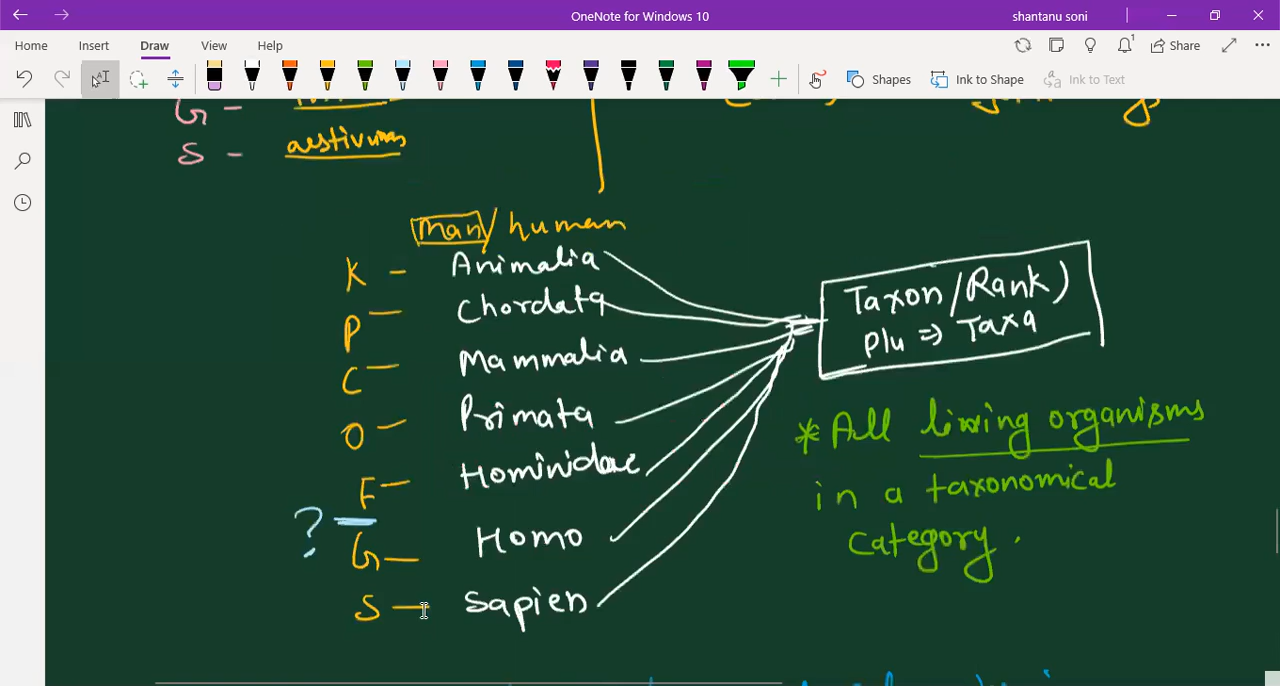 OneNote for Windows 10
shantanu soni
Home Insert Draw View Help
Share
Shapes Ink to Shape Ink to Text
G -
S - aestivum
man/human
K - Animalia
P - Chordata
C - Mammalia
O - Primata
F - Hominidae
?
G - Homo
S - Sapien
Taxon/Rank)
Plu => Taxa
* All living organisms
in a taxonomical
category.